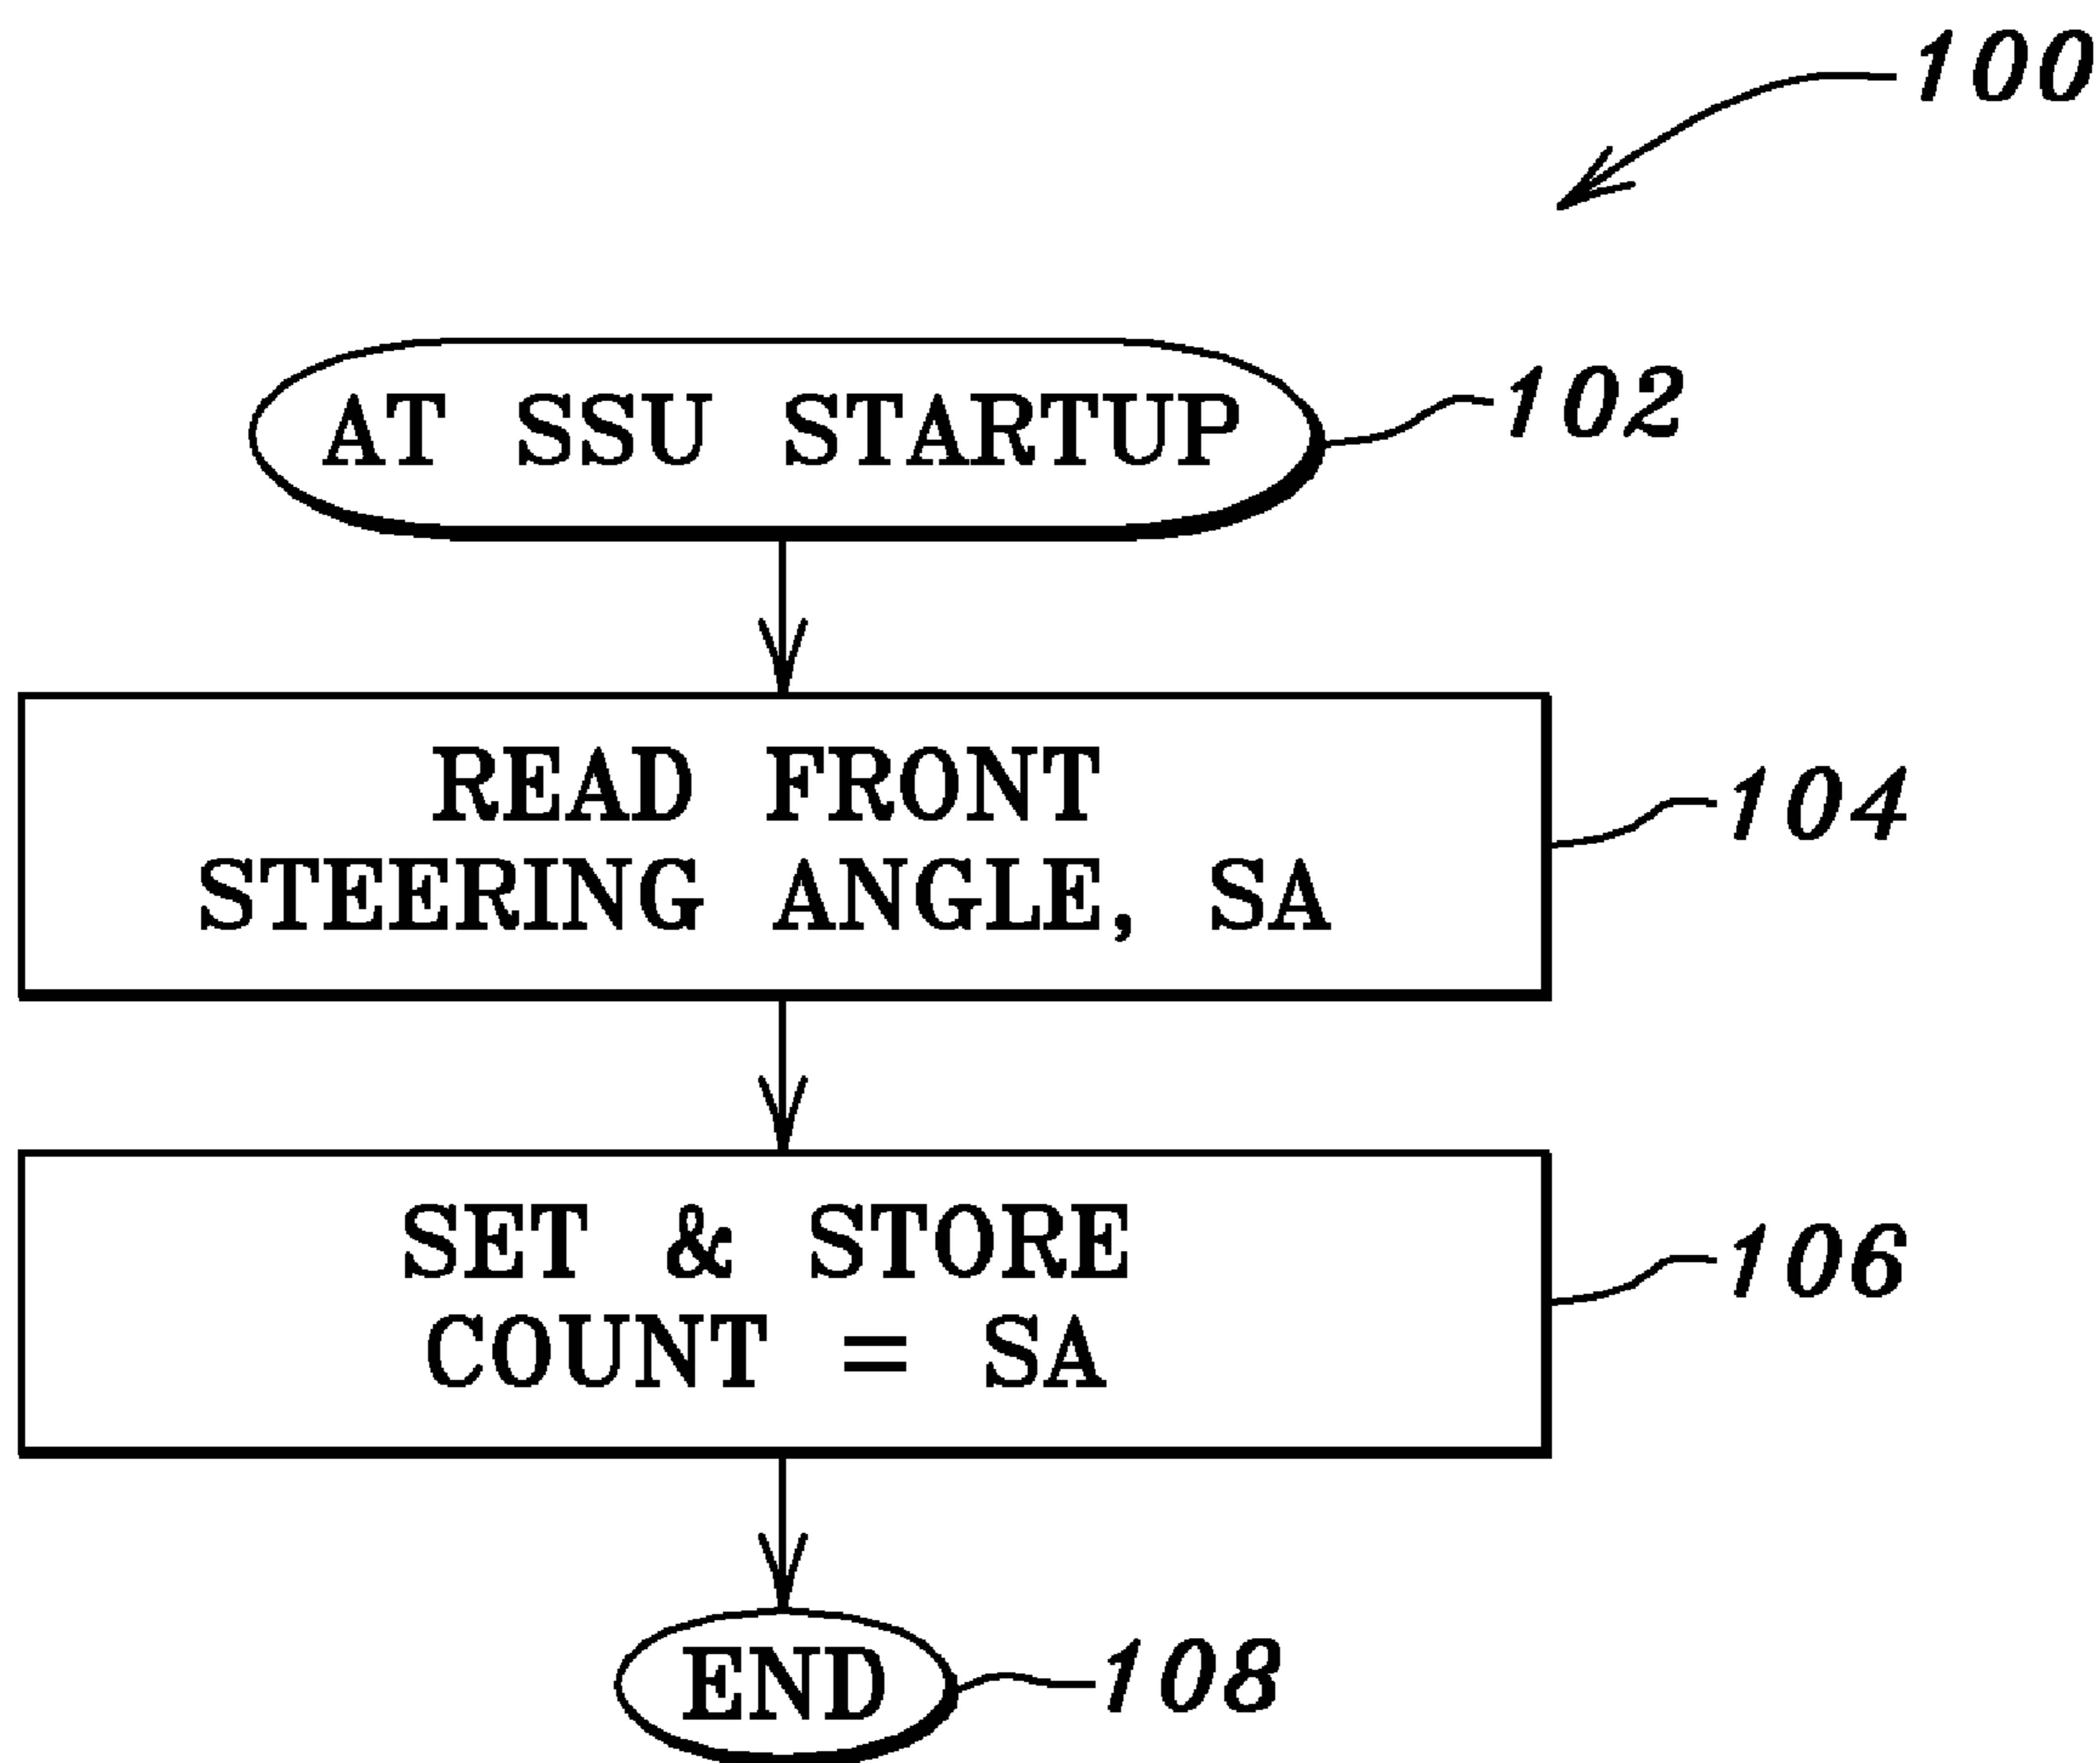 100
AT SSU STARTUP
102
READ FRONT
STEERING ANGLE, SA
104
SET & STORE
COUNT = SA
106
END
108